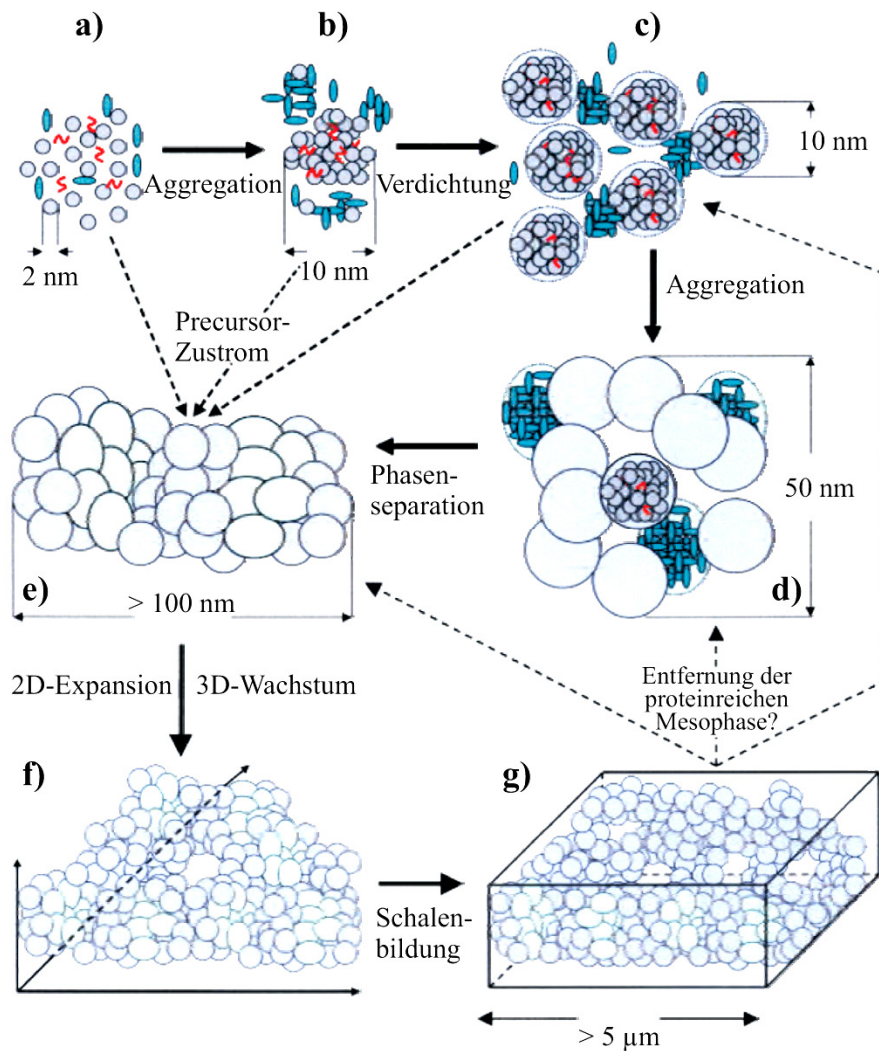 a)
b)
c)
Aggregation
Verdichtung
10 nm
2 nm
10 nm
Aggregation
Precursor-
Zustrom
Phasen-
separation
50 nm
d)
e)
> 100 nm
2D-Expansion
3D-Wachstum
Entfernung der
proteinreichen
Mesophase?
f)
g)
Schalen-
bildung
> 5 µm